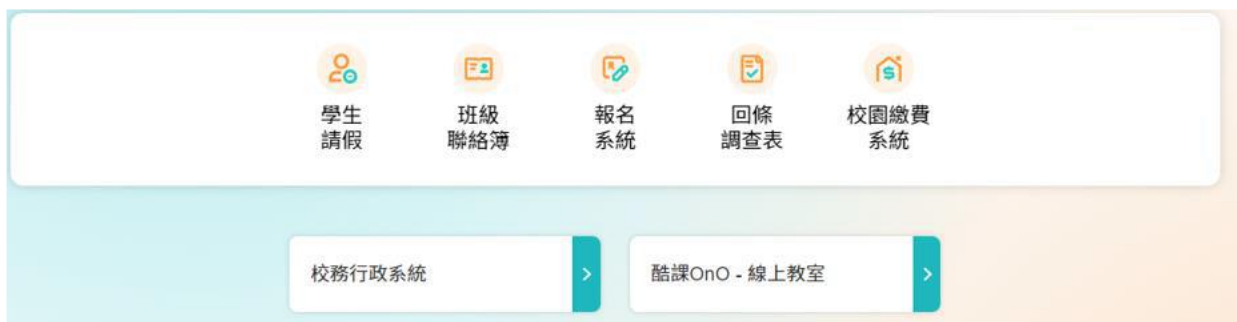 學生
請假
班級
聯絡簿
報名
系統
回條
調查表
校園繳費
系統
校務行政系統
酷課OnO - 線上教室